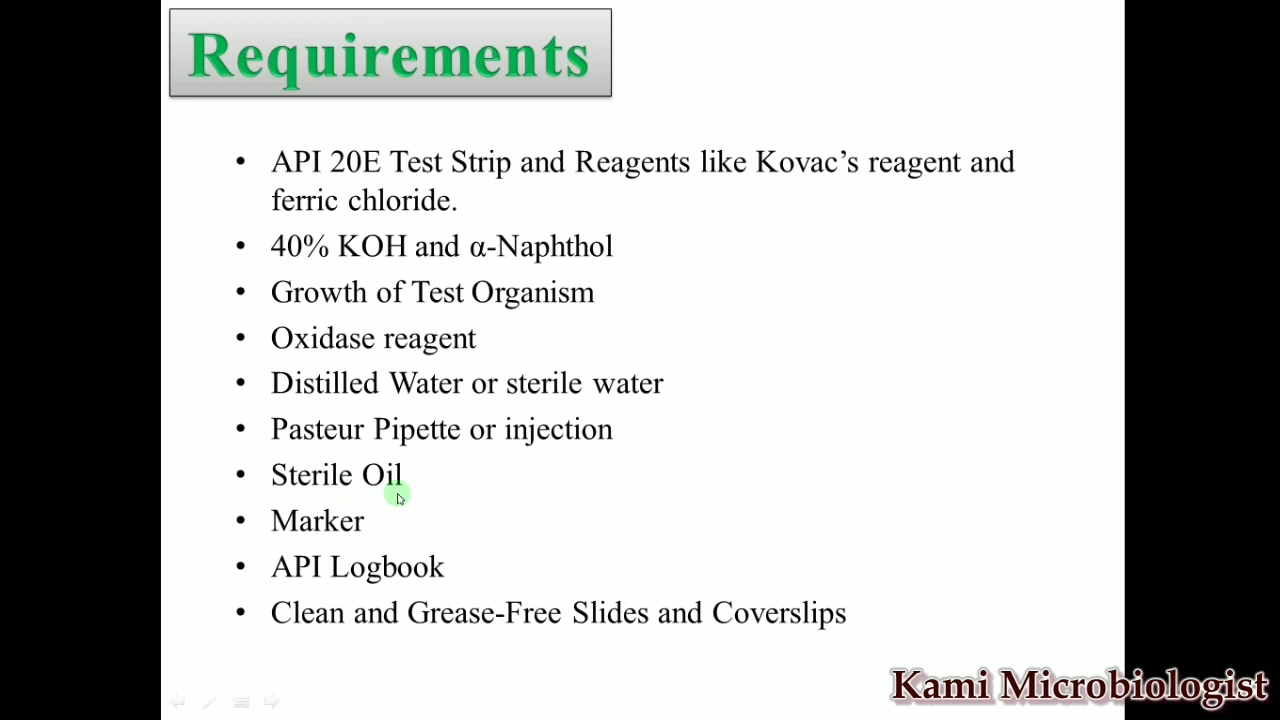 Requirements
• API 20E Test Strip and Reagents like Kovac’s reagent and
ferric chloride.
• 40% KOH and α-Naphthol
• Growth of Test Organism
• Oxidase reagent
• Distilled Water or sterile water
• Pasteur Pipette or injection
• Sterile Oil
• Marker
• API Logbook
• Clean and Grease-Free Slides and Coverslips
Kami Microbiologist